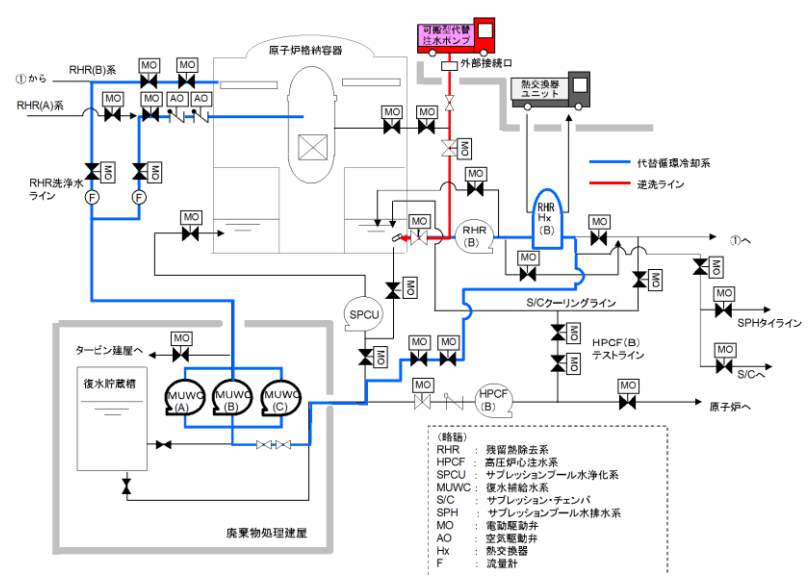 可搬型代替
注水ポンプ
原子炉格納容器
外部接続口
熱交換器
ユニット
①から
RHR(B)系
MO
MO
RHR(A)系
MO
MO
AO
AO
MO
MO
代替循環冷却系
逆洗ライン
MO
MO
MO
RHR洗浄水
ライン
F
F
MO
MO
RHR
(B)
RHR
Hx
(B)
MO
①へ
MO
MO
MO
MO
SPCU
S/Cクーリングライン
MO
SPHタイライン
MO
HPCF(B)
テストライン
MO
MO
MO
MO
S/Cへ
タービン建屋へ
MO
MO
復水貯蔵槽
MUWC
(A)
MUWC
(B)
MUWC
(C)
MO
HPCF
(B)
MO
原子炉へ
廃棄物処理建屋
(略語)
RHR : 残留熱除去系
HPCF : 高圧炉心注水系
SPCU : サプレッションプール水浄化系
MUWC : 復水補給水系
S/C : サプレッション・チェンバ
SPH : サプレッションプール水排水系
MO : 電動駆動弁
AO : 空気駆動弁
Hx : 熱交換器
F : 流量計